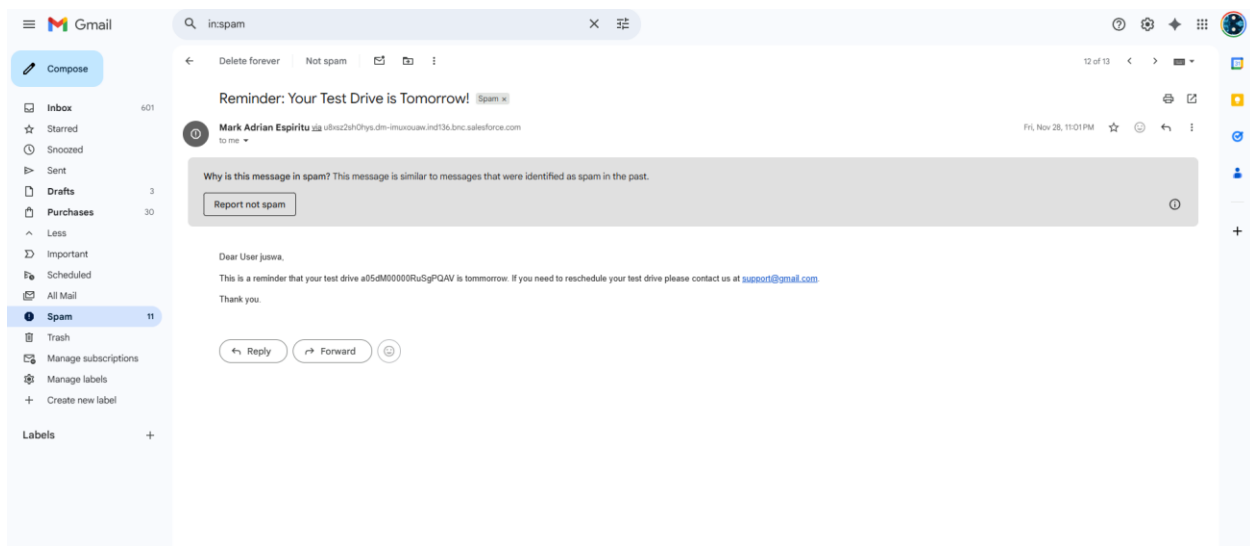 Gmail
in:spam
Compose
Delete forever Not spam
12 of 13
Reminder: Your Test Drive is Tomorrow! Spam x
Inbox 601
Starred
Snoozed
Sent
Drafts 3
Purchases 30
Less
Important
Scheduled
All Mail
Spam 11
Trash
Manage subscriptions
Manage labels
Create new label
Labels
Mark Adrian Espiritu via u8xsz2sh0hys.dm-imuxouaw.ind136.bnc.salesforce.com
Fri, Nov 28, 11:01 PM
to me
Why is this message in spam? This message is similar to messages that were identified as spam in the past.
Report not spam
Dear User juswa,
This is a reminder that your test drive a05dM00000RuSgPQAV is tommorrow. If you need to reschedule your test drive please contact us at support@gmail.com.
Thank you.
Reply Forward